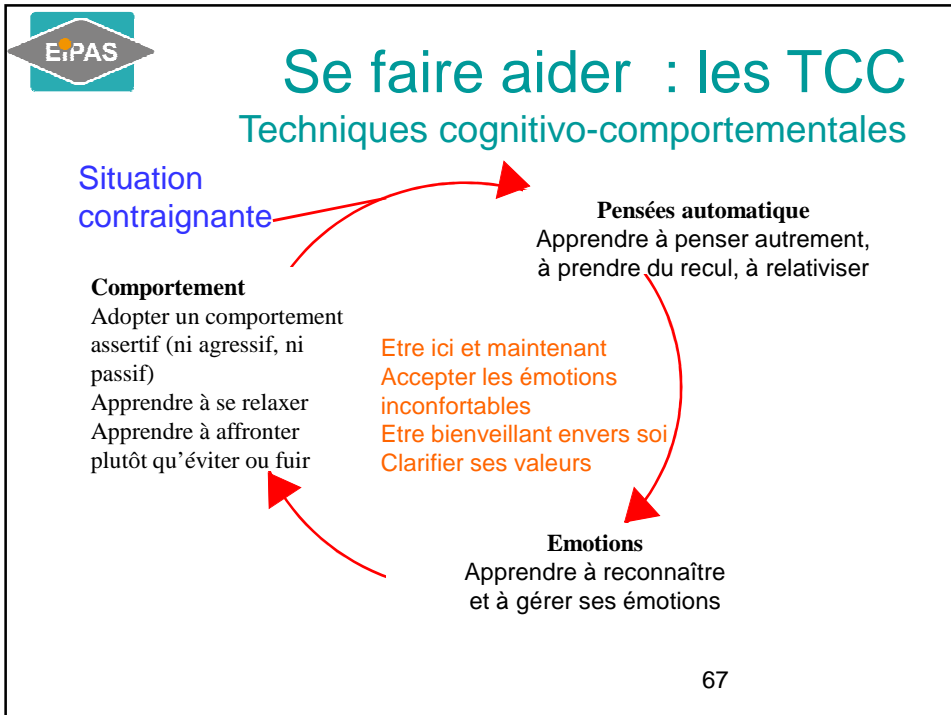 EiPAS
Se faire aider : les TCC
Techniques cognitivo-comportementales
Situation
contraignante
Pensées automatique
Apprendre à penser autrement,
à prendre du recul, à relativiser
Comportement
Adopter un comportement
assertif (ni agressif, ni
passif)
Apprendre à se relaxer
Apprendre à affronter
plutôt qu'éviter ou fuir
Etre ici et maintenant
Accepter les émotions
inconfortables
Etre bienveillant envers soi
Clarifier ses valeurs
Emotions
Apprendre à reconnaître
et à gérer ses émotions
67